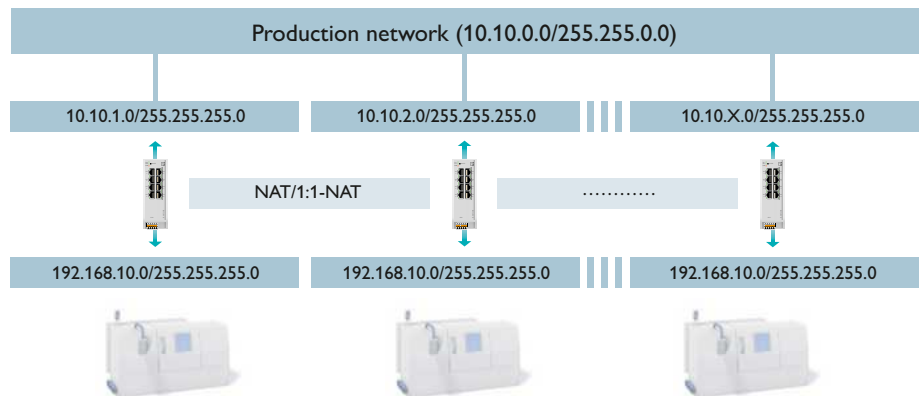 Production network (10.10.0.0/255.255.0.0)
10.10.1.0/255.255.255.0
10.10.2.0/255.255.255.0
10.10.X.0/255.255.255.0
NAT/1:1-NAT
............
192.168.10.0/255.255.255.0
192.168.10.0/255.255.255.0
192.168.10.0/255.255.255.0